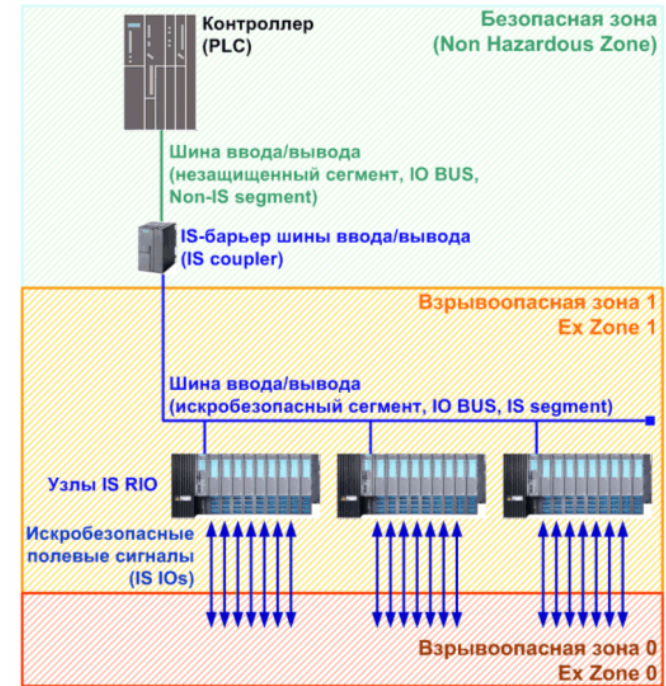 Контроллер
(PLC)
Безопасная зона
(Non Hazardous Zone)
Шина ввода/вывода
(незащищенный сегмент, IO BUS,
Non-IS segment)
IS-барьер шины ввода/вывода
(IS coupler)
Взрывоопасная зона 1
Ex Zone 1
Шина ввода/вывода
(искробезопасный сегмент, IO BUS, IS segment)
Узлы IS RIO
Искробезопасные
полевые сигналы
(IS IOs)
Взрывоопасная зона 0
Ex Zone 0